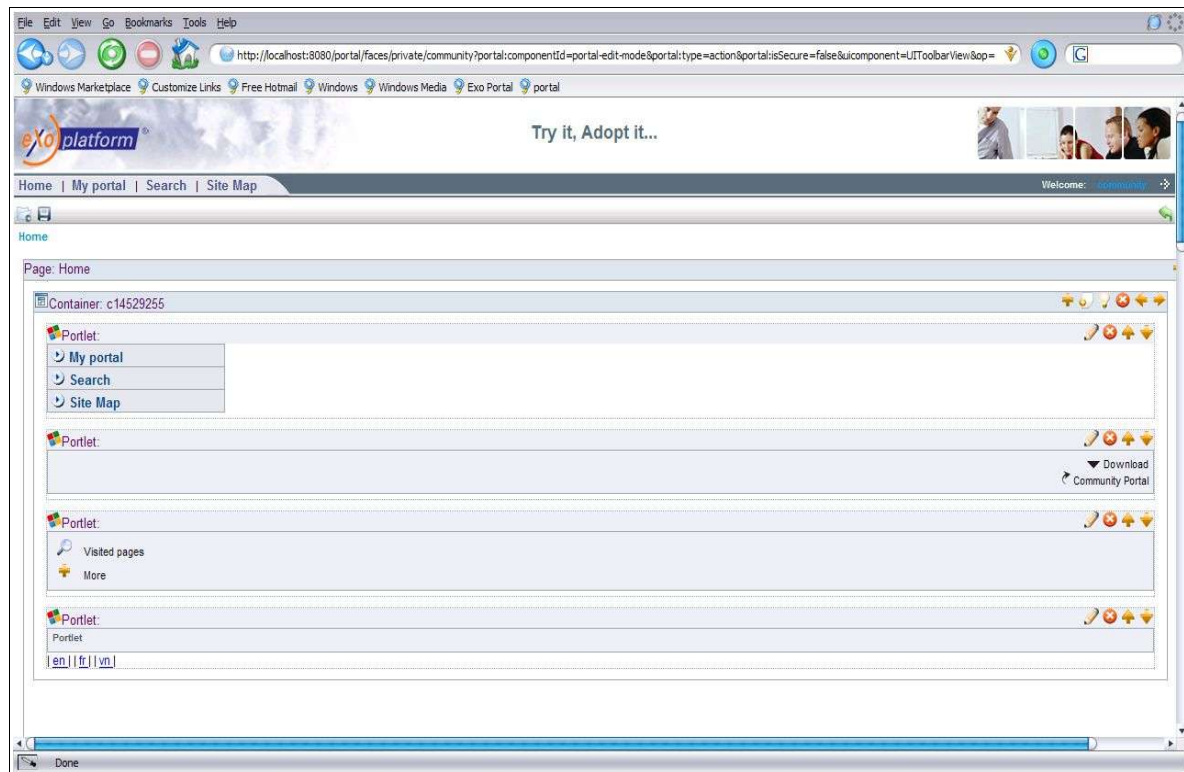 File Edit View Go Bookmarks Tools Help
http://localhost:8080/portal/faces/private/community?portal:componentId=portal-edit-mode&portal:type=action&portal:isSecure=false&uicomponent=UIToolbarView&op=
G
Windows Marketplace Customize Links Free Hotmail Windows Windows Media Exo Portal portal
eXo platform ®
Try it, Adopt it...
Home | My portal | Search | Site Map
Welcome: community
Home
Page: Home
Container: c14529255
Portlet:
My portal
Search
Site Map
Portlet:
Download
Community Portal
Portlet:
Visited pages
More
Portlet:
Portlet
| en | | fr | | vn |
Done